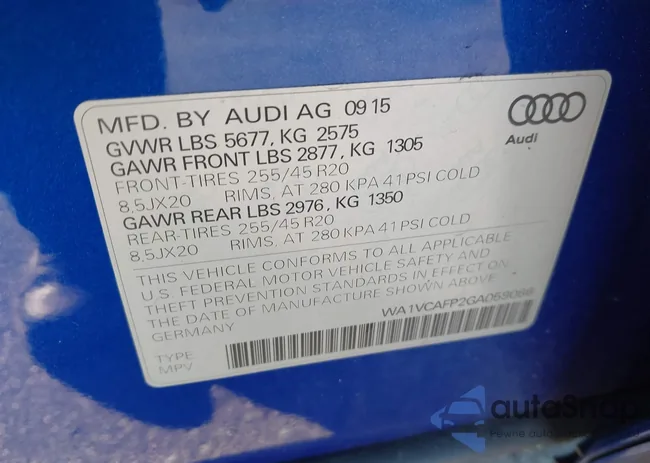 MFD. BY AUDI AG 09 15
GVWR LBS 5677, KG 2575
GAWR FRONT LBS 2877, KG 1305
FRONT-TIRES 255/45 R20
8,5JX20 RIMS, AT 280 KPA 41 PSI COLD
GAWR REAR LBS 2976, KG 1350
REAR-TIRES 255/45 R20
8,5JX20 RIMS, AT 280 KPA 41 PSI COLD
Audi
THIS VEHICLE CONFORMS TO ALL APPLICABLE
U.S. FEDERAL MOTOR VEHICLE SAFETY AND
THEFT PREVENTION STANDARDS IN EFFECT ON
THE DATE OF MANUFACTURE SHOWN ABOVE
GERMANY
TYPE
MPV